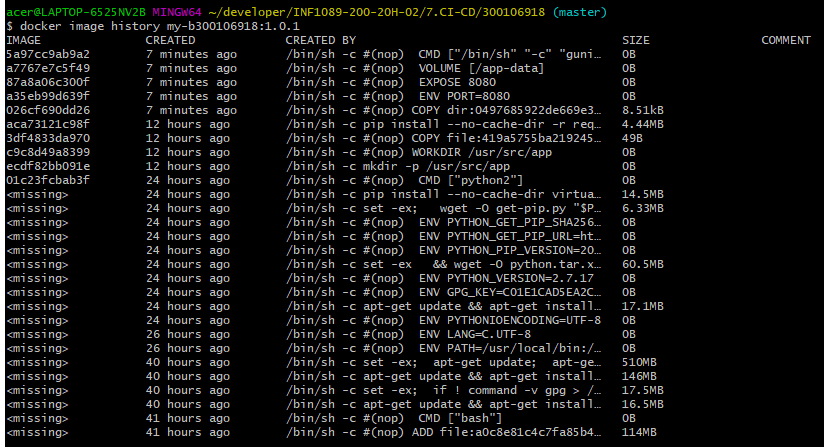 acer@LAPTOP-6525NV2B MINGW64 ~/developer/INF1089-200-20H-02/7.CI-CD/300106918 (master)
$ docker image history my-b300106918:1.0.1
IMAGE CREATED CREATED BY SIZE COMMENT
5a97cc9ab9a2 7 minutes ago /bin/sh -c #(nop) CMD ["/bin/sh" "-c" "guni… 0B
a7767e7c5f49 7 minutes ago /bin/sh -c #(nop) VOLUME [/app-data] 0B
87a8a06c300f 7 minutes ago /bin/sh -c #(nop) EXPOSE 8080 0B
a35eb99d639f 7 minutes ago /bin/sh -c #(nop) ENV PORT=8080 0B
026cf690dd26 7 minutes ago /bin/sh -c #(nop) COPY dir:0497685922de669e3… 8.51kB
aca73121c98f 12 hours ago /bin/sh -c pip install --no-cache-dir -r req… 4.44MB
3df4833da970 12 hours ago /bin/sh -c #(nop) COPY file:419a5755ba219245… 49B
c9c8d49a8399 12 hours ago /bin/sh -c #(nop) WORKDIR /usr/src/app 0B
ecdf82bb091e 12 hours ago /bin/sh -c mkdir -p /usr/src/app 0B
01c23fcbab3f 24 hours ago /bin/sh -c #(nop) CMD ["python2"] 0B
<missing> 24 hours ago /bin/sh -c pip install --no-cache-dir virtua… 14.5MB
<missing> 24 hours ago /bin/sh -c set -ex; wget -O get-pip.py "$P… 6.33MB
<missing> 24 hours ago /bin/sh -c #(nop) ENV PYTHON_GET_PIP_SHA256… 0B
<missing> 24 hours ago /bin/sh -c #(nop) ENV PYTHON_GET_PIP_URL=ht… 0B
<missing> 24 hours ago /bin/sh -c #(nop) ENV PYTHON_PIP_VERSION=20… 0B
<missing> 24 hours ago /bin/sh -c set -ex && wget -O python.tar.x… 60.5MB
<missing> 24 hours ago /bin/sh -c #(nop) ENV PYTHON_VERSION=2.7.17 0B
<missing> 24 hours ago /bin/sh -c #(nop) ENV GPG_KEY=C01E1CAD5EA2C… 0B
<missing> 24 hours ago /bin/sh -c apt-get update && apt-get install… 17.1MB
<missing> 24 hours ago /bin/sh -c #(nop) ENV PYTHONIOENCODING=UTF-8 0B
<missing> 26 hours ago /bin/sh -c #(nop) ENV LANG=C.UTF-8 0B
<missing> 26 hours ago /bin/sh -c #(nop) ENV PATH=/usr/local/bin:/… 0B
<missing> 40 hours ago /bin/sh -c set -ex; apt-get update; apt-ge… 510MB
<missing> 40 hours ago /bin/sh -c apt-get update && apt-get install… 146MB
<missing> 40 hours ago /bin/sh -c set -ex; if ! command -v gpg > /… 17.5MB
<missing> 40 hours ago /bin/sh -c apt-get update && apt-get install… 16.5MB
<missing> 41 hours ago /bin/sh -c #(nop) CMD ["bash"] 0B
<missing> 41 hours ago /bin/sh -c #(nop) ADD file:a0c8e81c4c7fa85b4… 114MB